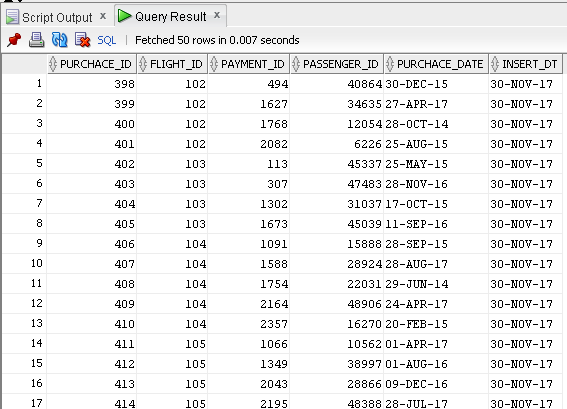 Script Output x Query Result x
SQL Fetched 50 rows in 0.007 seconds
PURCHACE_ID FLIGHT_ID PAYMENT_ID PASSENGER_ID PURCHACE_DATE INSERT_DT
1 398 102 494 40864 30-DEC-15 30-NOV-17
2 399 102 1627 34635 27-APR-17 30-NOV-17
3 400 102 1768 12054 28-OCT-14 30-NOV-17
4 401 102 2082 6226 25-AUG-15 30-NOV-17
5 402 103 113 45337 25-MAY-15 30-NOV-17
6 403 103 307 47483 28-NOV-16 30-NOV-17
7 404 103 1302 31037 17-OCT-15 30-NOV-17
8 405 103 1673 45039 11-SEP-16 30-NOV-17
9 406 104 1091 15888 28-SEP-15 30-NOV-17
10 407 104 1588 28924 28-AUG-17 30-NOV-17
11 408 104 1754 22031 29-JUN-14 30-NOV-17
12 409 104 2164 48906 24-APR-17 30-NOV-17
13 410 104 2357 16270 20-FEB-15 30-NOV-17
14 411 105 1066 10562 01-APR-17 30-NOV-17
15 412 105 1349 38997 01-AUG-16 30-NOV-17
16 413 105 2043 28866 09-DEC-16 30-NOV-17
17 414 105 2195 48388 28-JUL-17 30-NOV-17